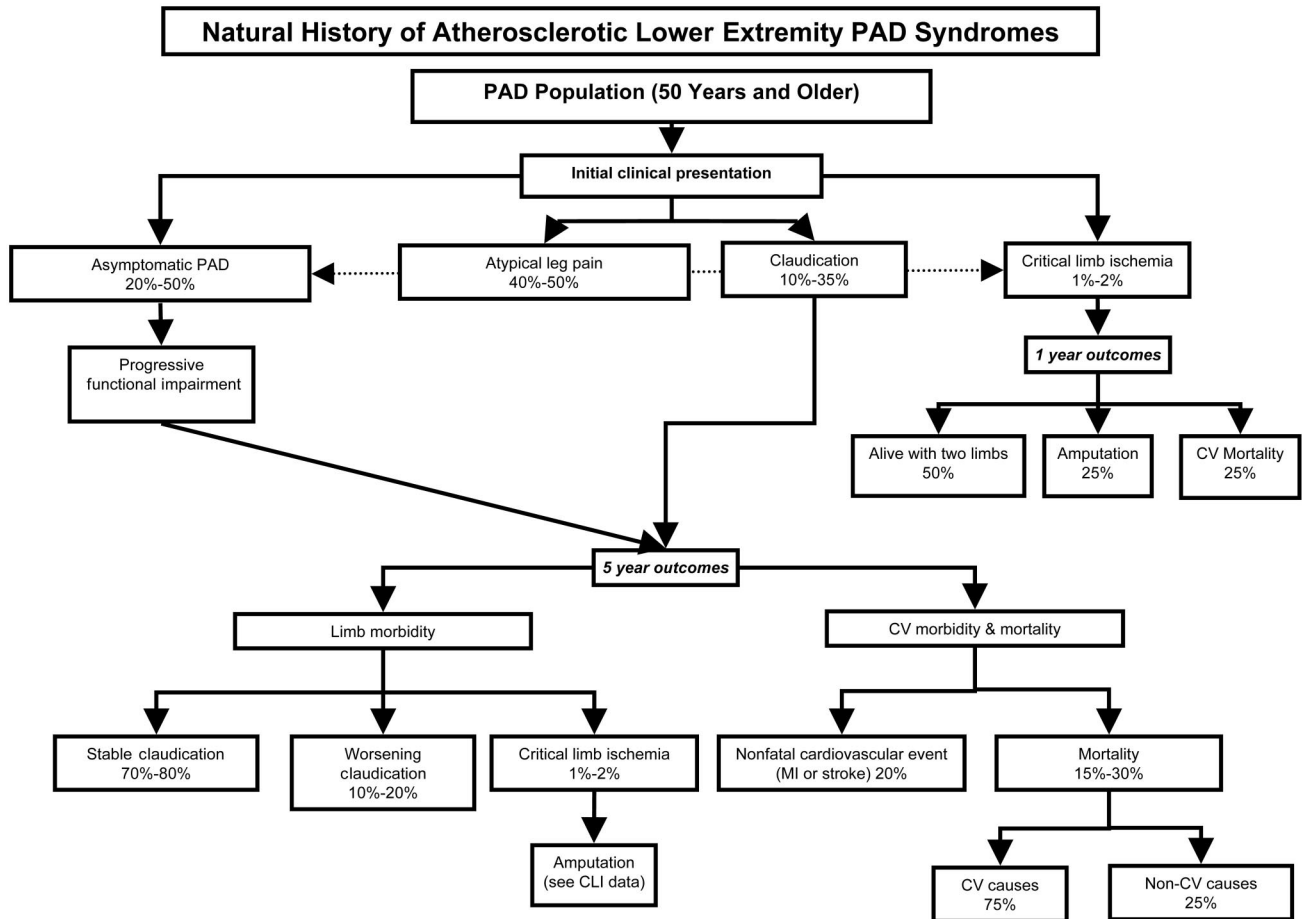 Natural History of Atherosclerotic Lower Extremity PAD Syndromes
PAD Population (50 Years and Older)
Initial clinical presentation
Asymptomatic PAD
20%-50%
Atypical leg pain
40%-50%
Claudication
10%-35%
Critical limb ischemia
1%-2%
Progressive
functional impairment
1 year outcomes
Alive with two limbs
50%
Amputation
25%
CV Mortality
25%
5 year outcomes
Limb morbidity
CV morbidity & mortality
Stable claudication
70%-80%
Worsening
claudication
10%-20%
Critical limb ischemia
1%-2%
Nonfatal cardiovascular event
(MI or stroke) 20%
Mortality
15%-30%
Amputation
(see CLI data)
CV causes
75%
Non-CV causes
25%